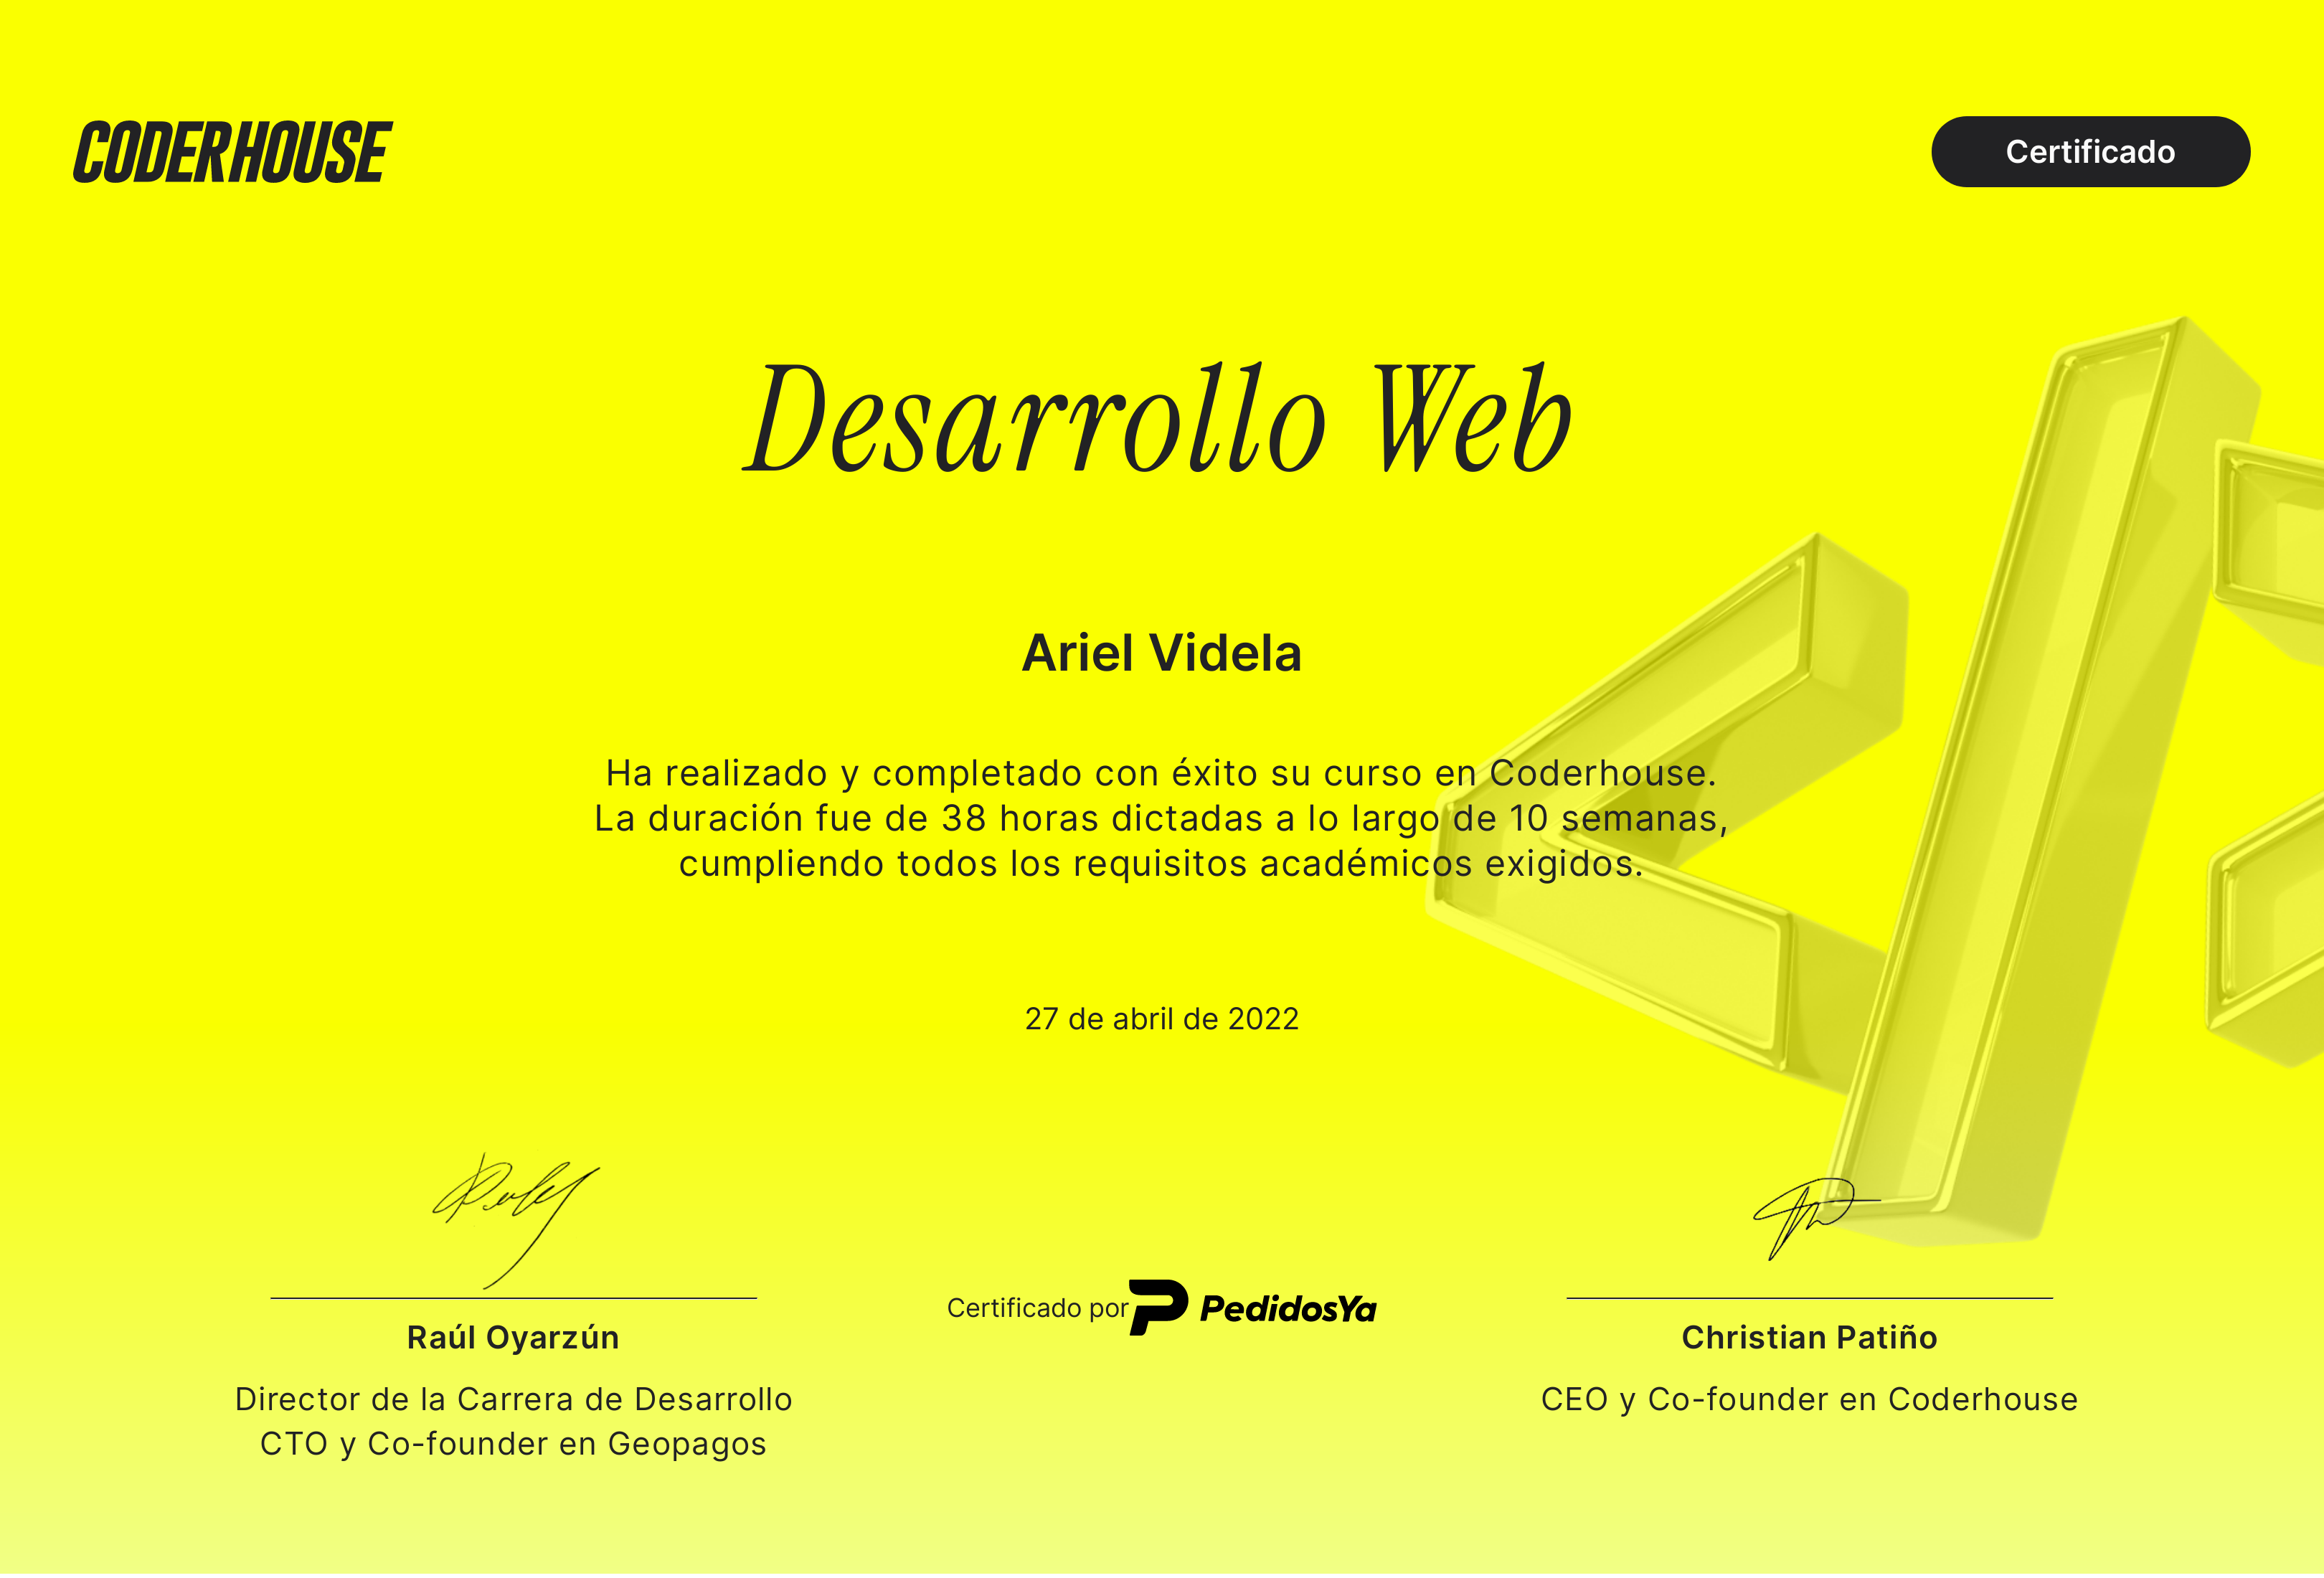 CODERHOUSE
Certificado
Desarrollo Web
Ariel Videla
Ha realizado y completado con éxito su curso en Coderhouse.
La duración fue de 38 horas dictadas a lo largo de 10 semanas,
cumpliendo todos los requisitos académicos exigidos.
27 de abril de 2022
Certificado por PedidosYa
Raúl Oyarzún
Director de la Carrera de Desarrollo
CTO y Co-founder en Geopagos
Christian Patiño
CEO y Co-founder en Coderhouse